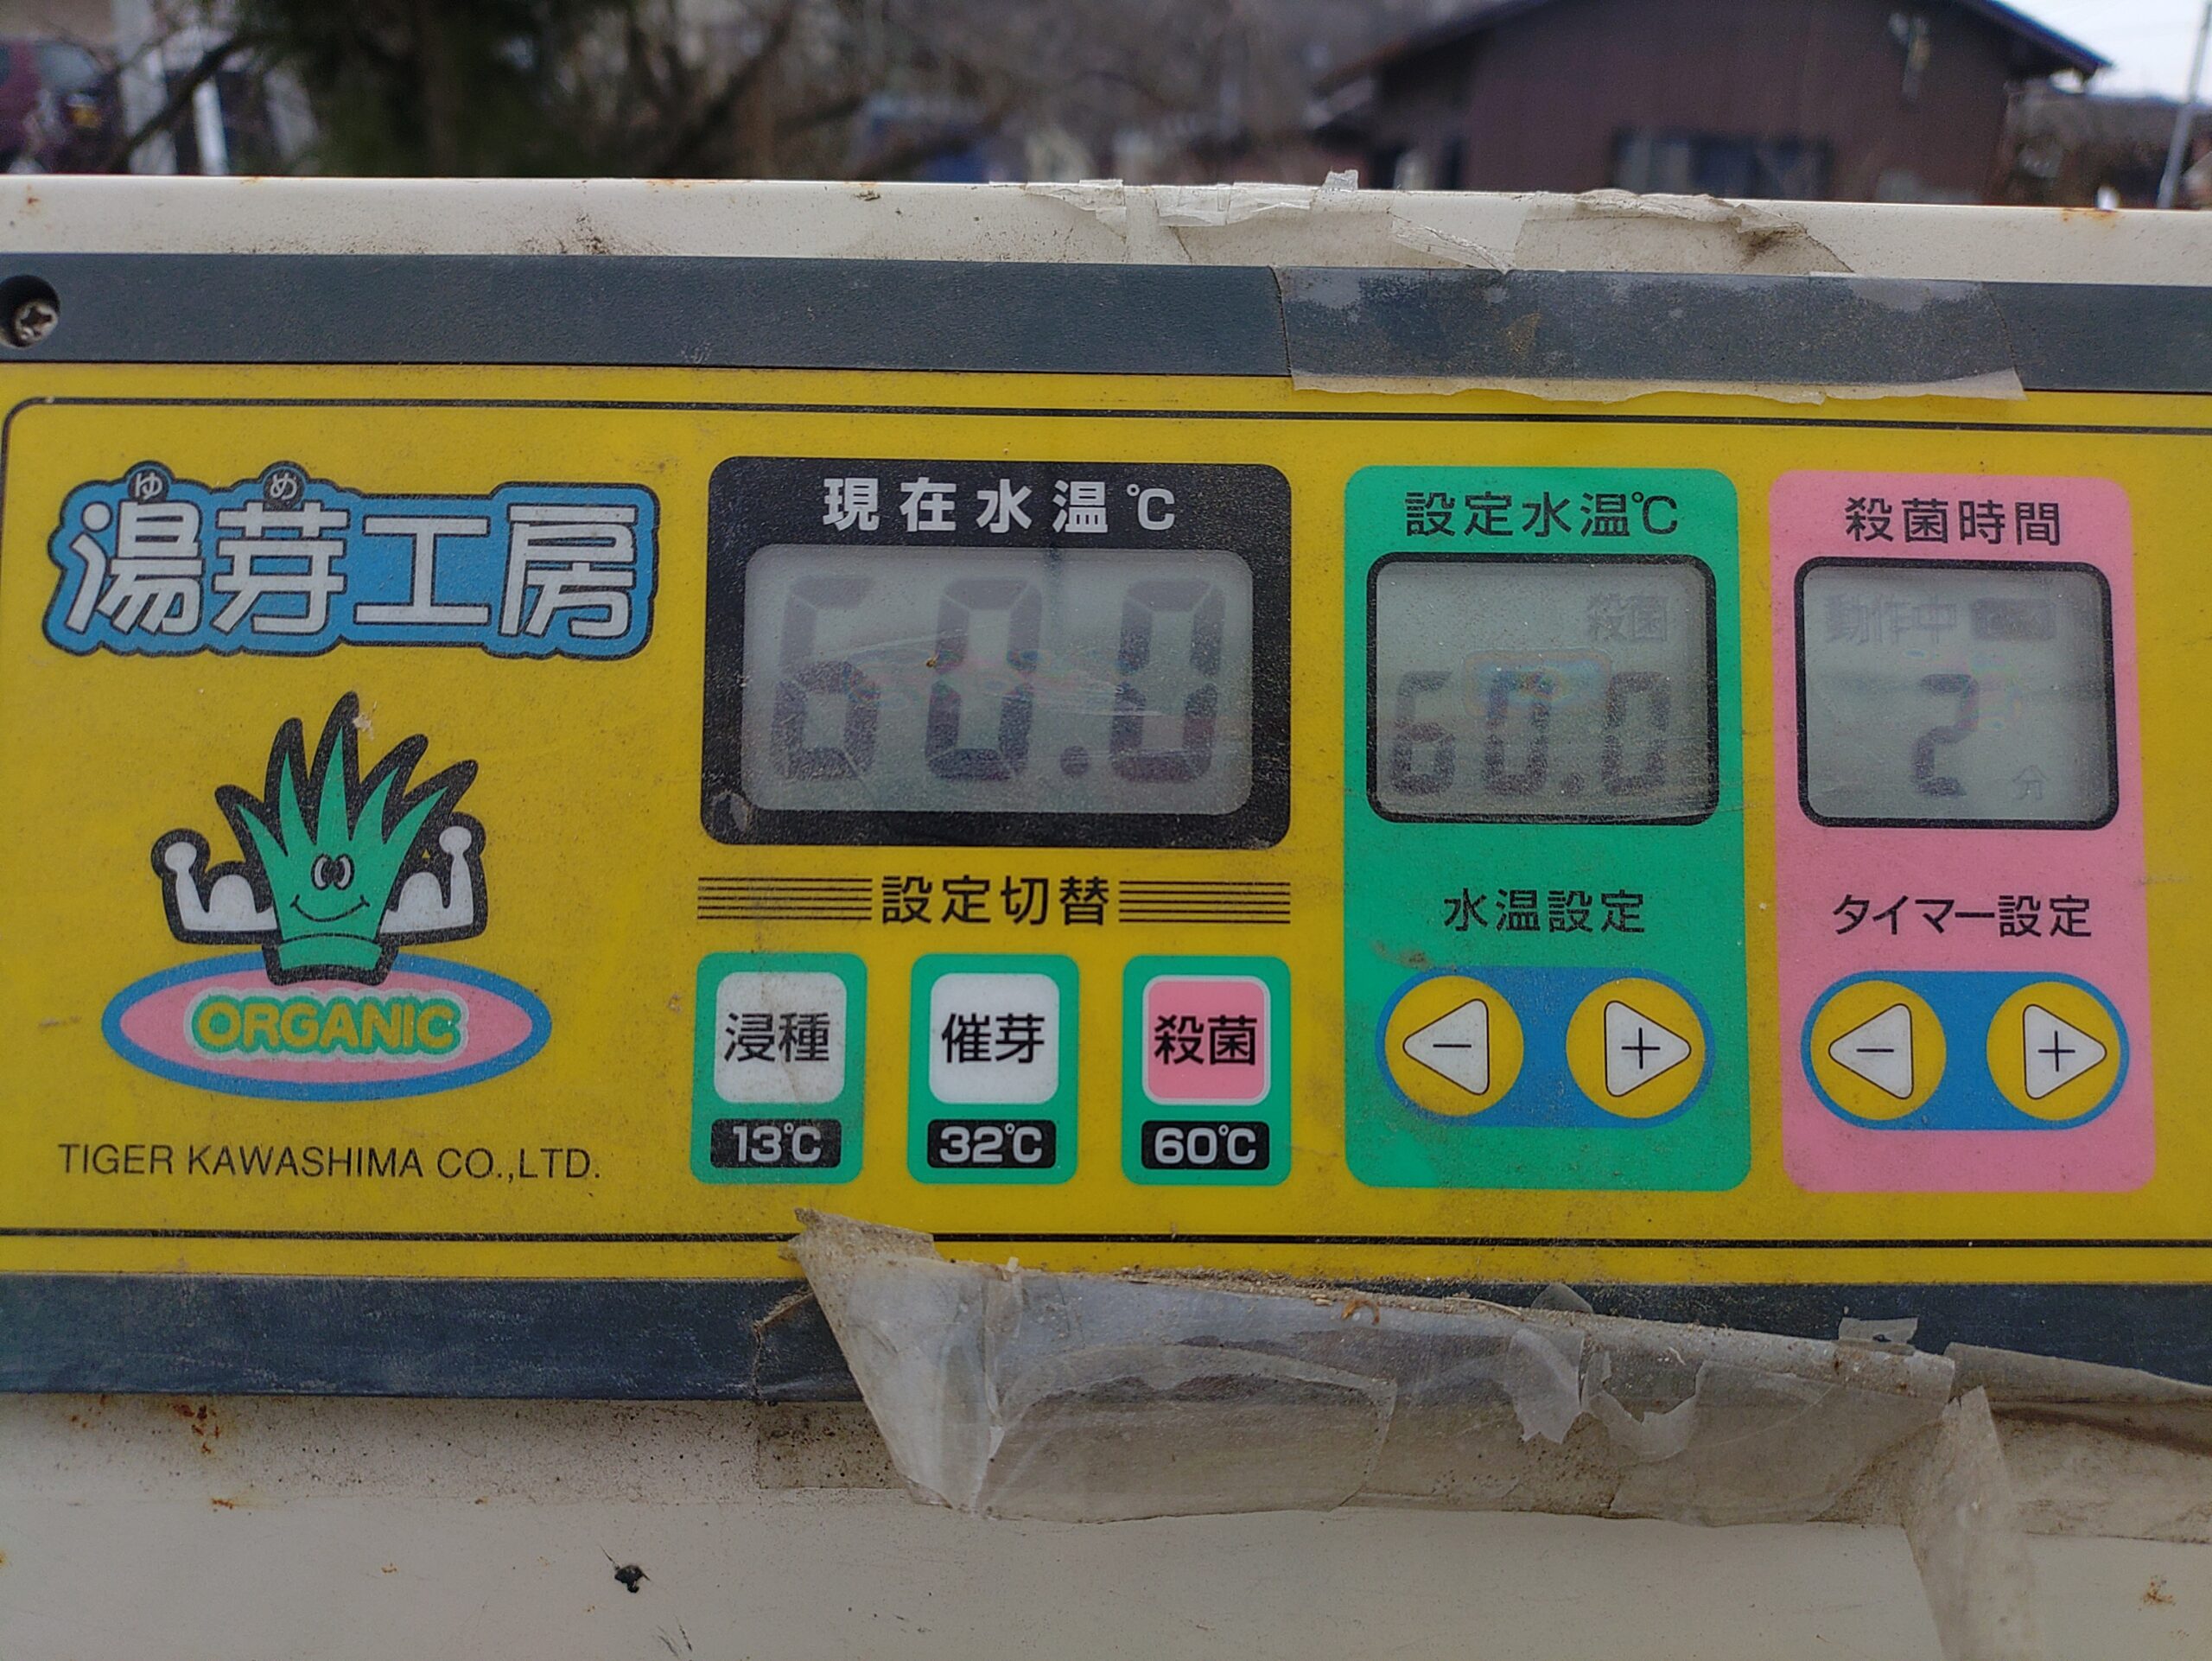 ゆ め
湯芽工房
ORGANIC
TIGER KAWASHIMA CO.,LTD.
現在水温℃
60.0
設定切替
浸種 催芽 殺菌
13℃ 32℃ 60℃
設定水温℃
殺菌
60.0
水温設定
− +
殺菌時間
動作中
2
分
タイマー設定
− +